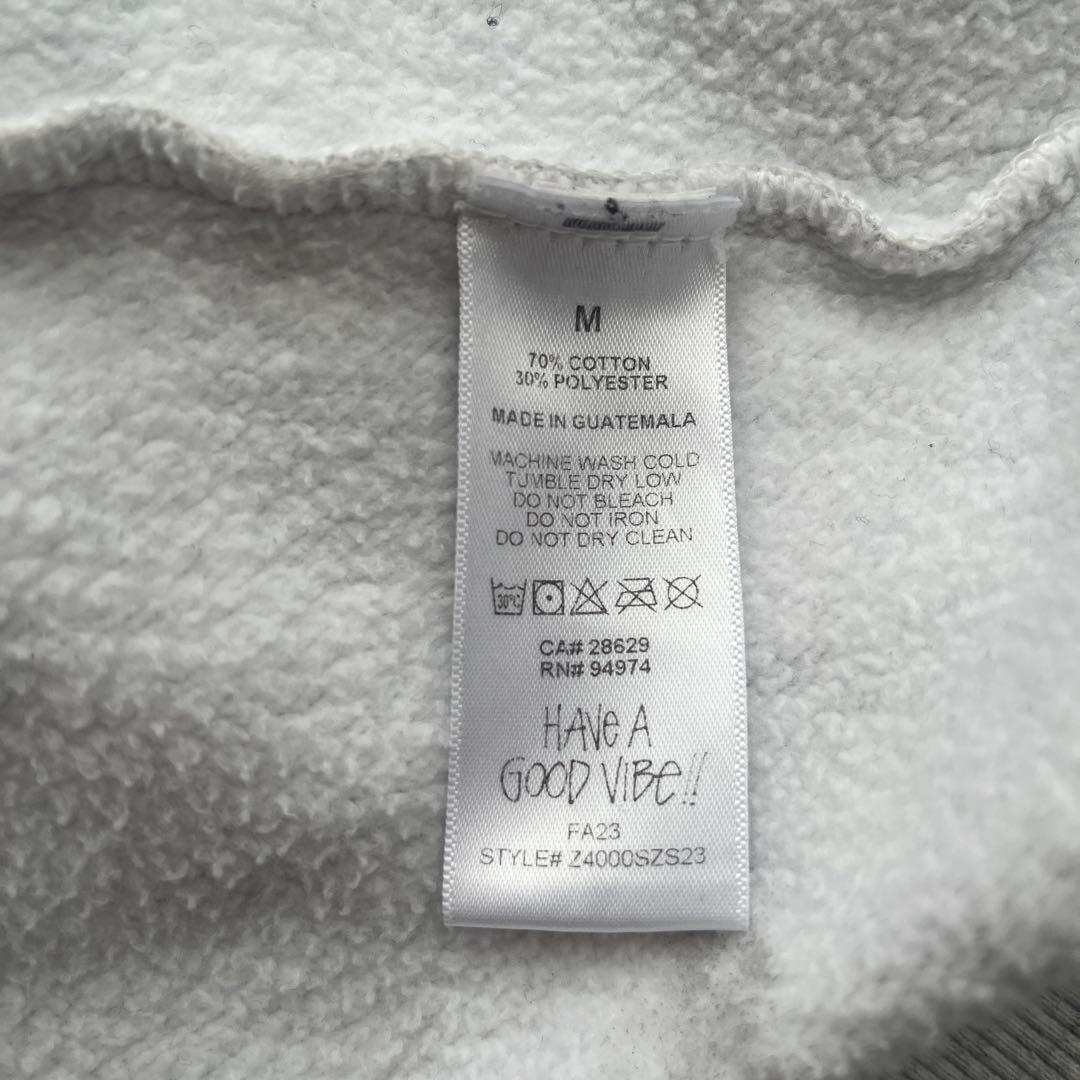 M
70% COTTON
30% POLYESTER
MADE IN GUATEMALA
MACHINE WASH COLD
TUMBLE DRY LOW
DO NOT BLEACH
DO NOT IRON
DO NOT DRY CLEAN
30°C
CA# 28629
RN# 94974
HAVE A
GOOD VIBE!!
FA23
STYLE# Z4000SZS23